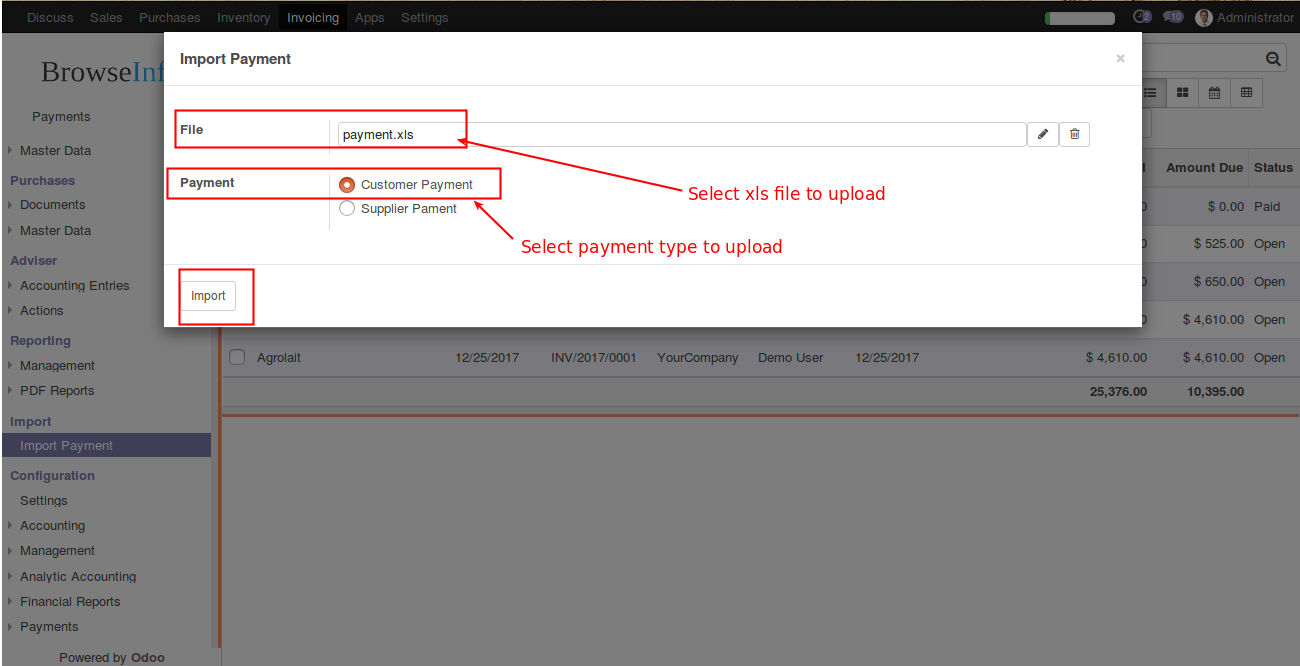 Discuss Sales Purchases Inventory Invoicing Apps Settings 2 10 Administrator
Import Payment ×
BrowseInf
Payments
Master Data
Purchases
Documents
Master Data
Adviser
Accounting Entries
Actions
Reporting
Management
PDF Reports
Import
Import Payment
Configuration
Settings
Accounting
Management
Analytic Accounting
Financial Reports
Payments
Powered by Odoo
File payment.xls
Select xls file to upload
Payment Customer Payment
Supplier Pament
Select payment type to upload
Import
Amount Due Status
$ 0.00 Paid
$ 525.00 Open
$ 650.00 Open
$ 4,610.00 Open
Agrolait 12/25/2017 INV/2017/0001 YourCompany Demo User 12/25/2017 $ 4,610.00 $ 4,610.00 Open
25,376.00 10,395.00